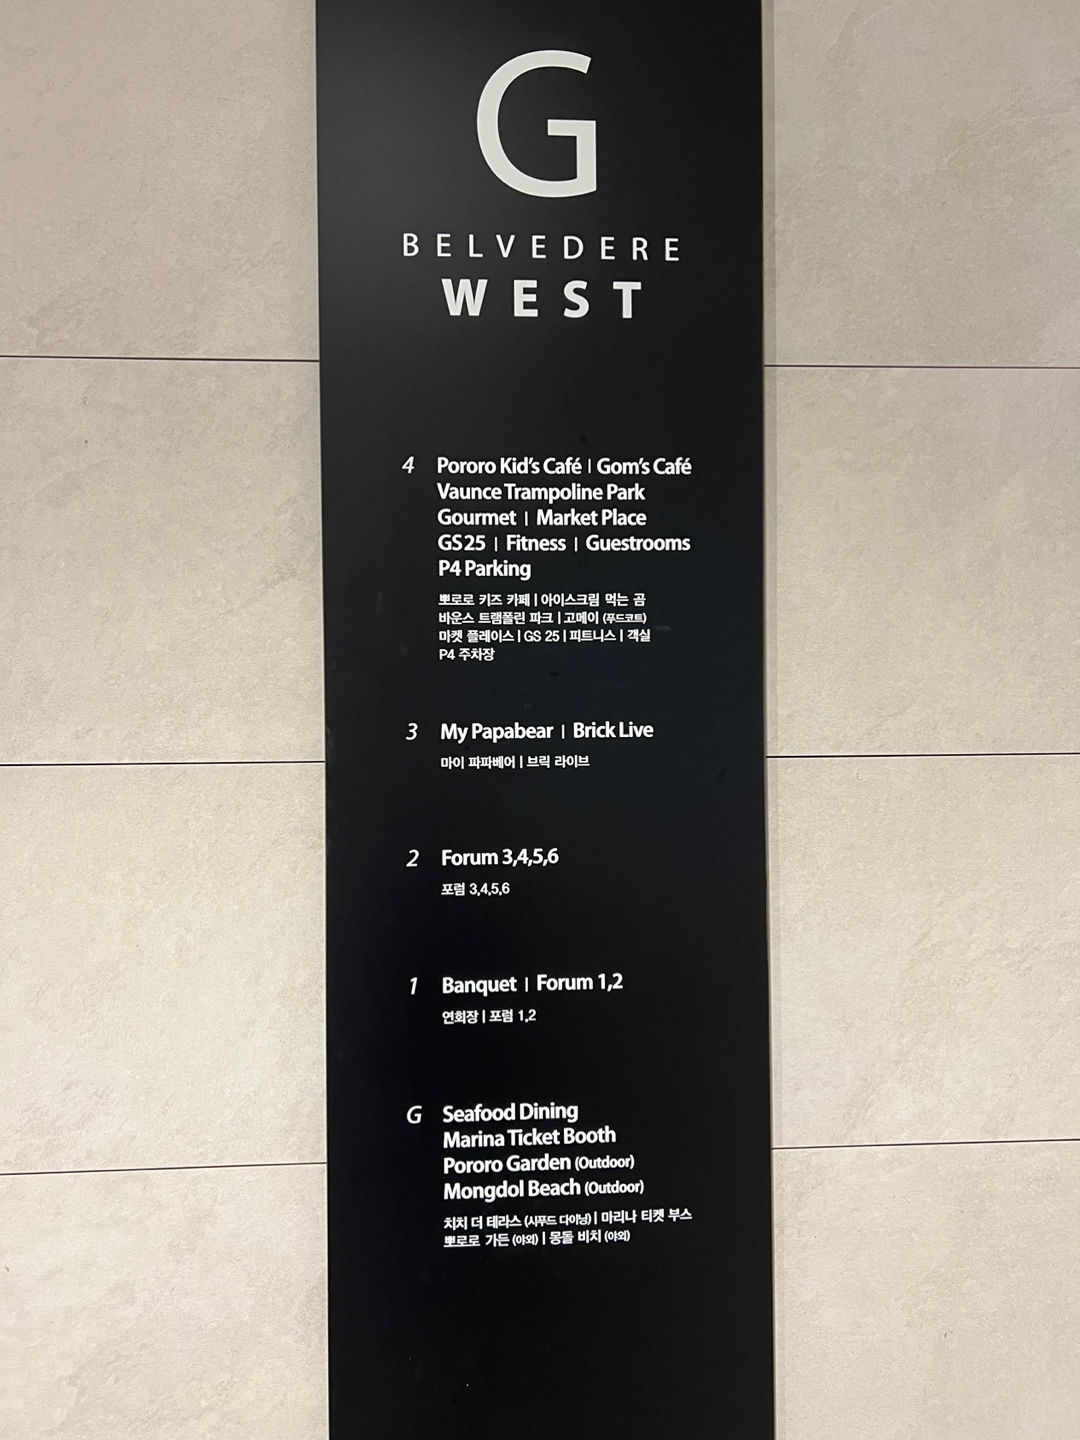 G
BELVEDERE
WEST
4 Pororo Kid's Café | Gom's Café
Vaunce Trampoline Park
Gourmet | Market Place
GS25 | Fitness | Guestrooms
P4 Parking
뽀로로 키즈 카페 | 아이스크림 먹는 곰
바운스 트램폴린 파크 | 고메이 (푸드코트)
마켓 플레이스 | GS 25 | 피트니스 | 객실
P4 주차장
3 My Papabear | Brick Live
마이 파파베어 | 브릭 라이브
2 Forum 3,4,5,6
포럼 3,4,5,6
1 Banquet | Forum 1,2
연회장 | 포럼 1,2
G Seafood Dining
Marina Ticket Booth
Pororo Garden (Outdoor)
Mongdol Beach (Outdoor)
치치 더 테라스 (시푸드 다이닝) | 마리나 티켓 부스
뽀로로 가든 (야외) | 몽돌 비치 (야외)